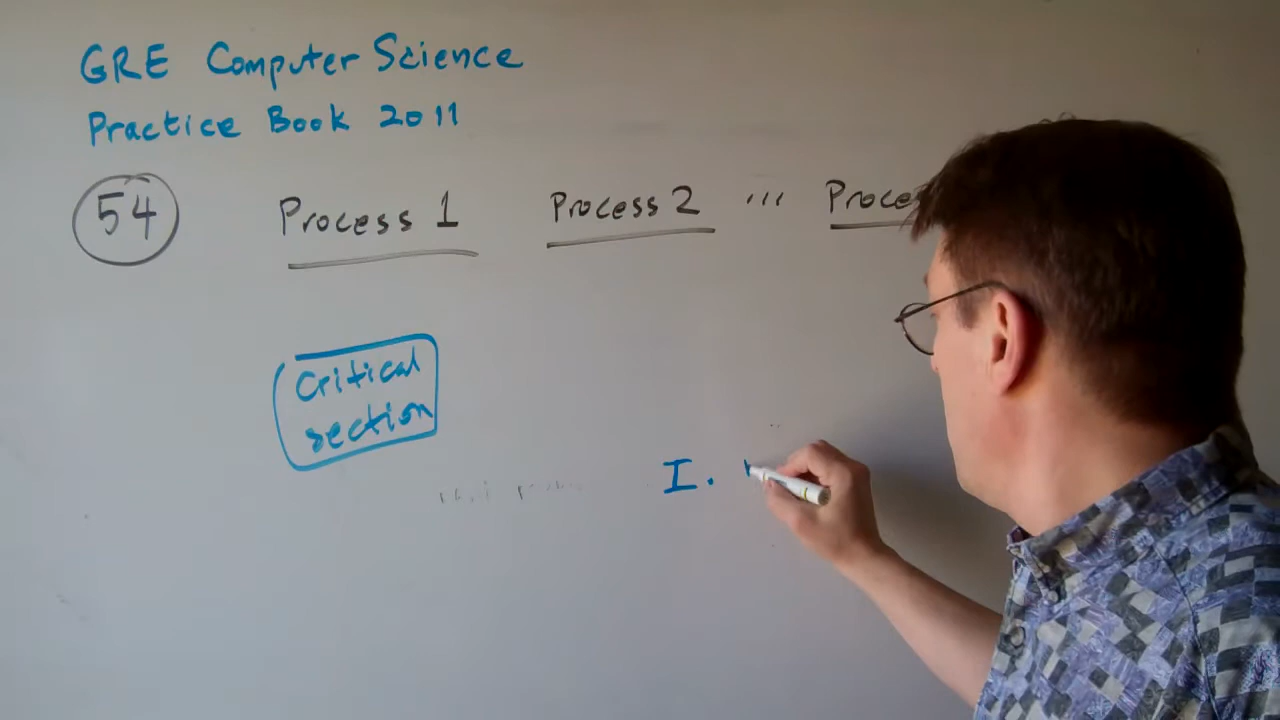 GRE Computer Science
Practice Book 2011
54 Process 1 Process 2 ...
Critical
section
I.